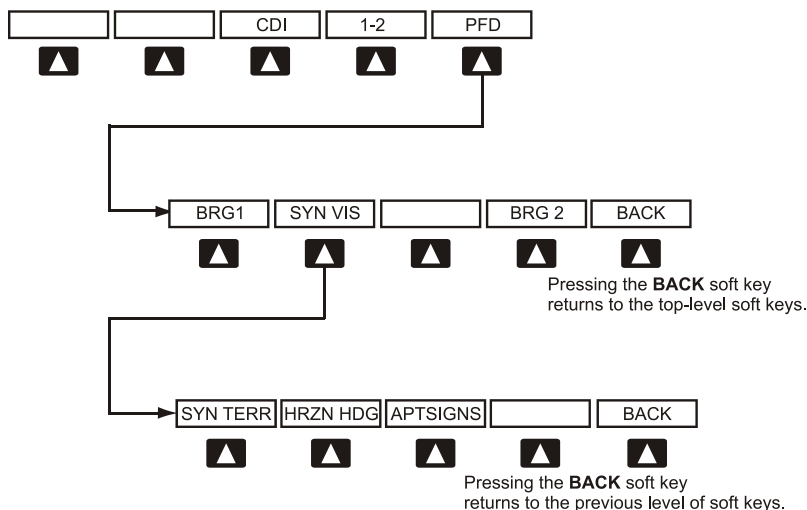 CDI 1-2 PFD
BRG1 SYN VIS BRG 2 BACK
Pressing the BACK soft key
returns to the top-level soft keys.
SYN TERR HRZN HDG APTSIGNS BACK
Pressing the BACK soft key
returns to the previous level of soft keys.